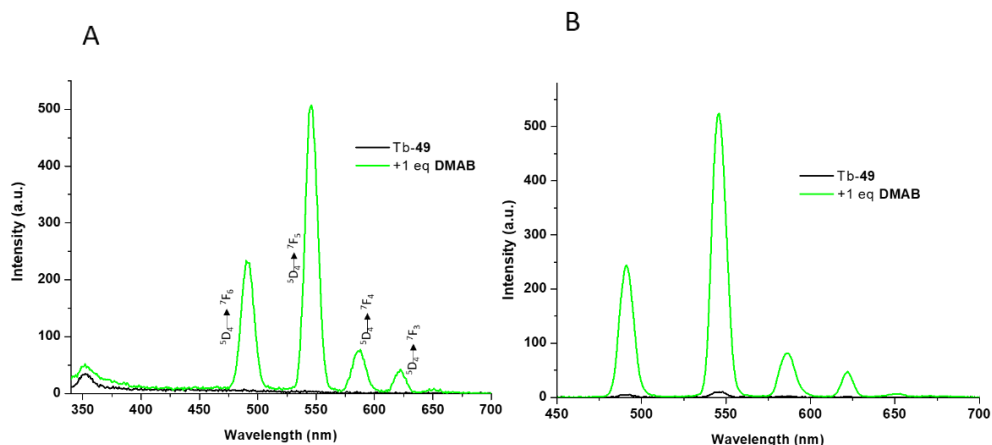 A
B
500
400
300
200
100
0
Intensity (a.u.)
Tb-49
+1 eq DMAB
⁵D₄→⁷F₆
⁵D₄→⁷F₅
⁵D₄→⁷F₄
⁵D₄→⁷F₃
350 400 450 500 550 600 650 700
Wavelength (nm)
500
400
300
200
100
0
Intensity (a.u.)
Tb-49
+1 eq DMAB
450 500 550 600 650 700
Wavelength (nm)